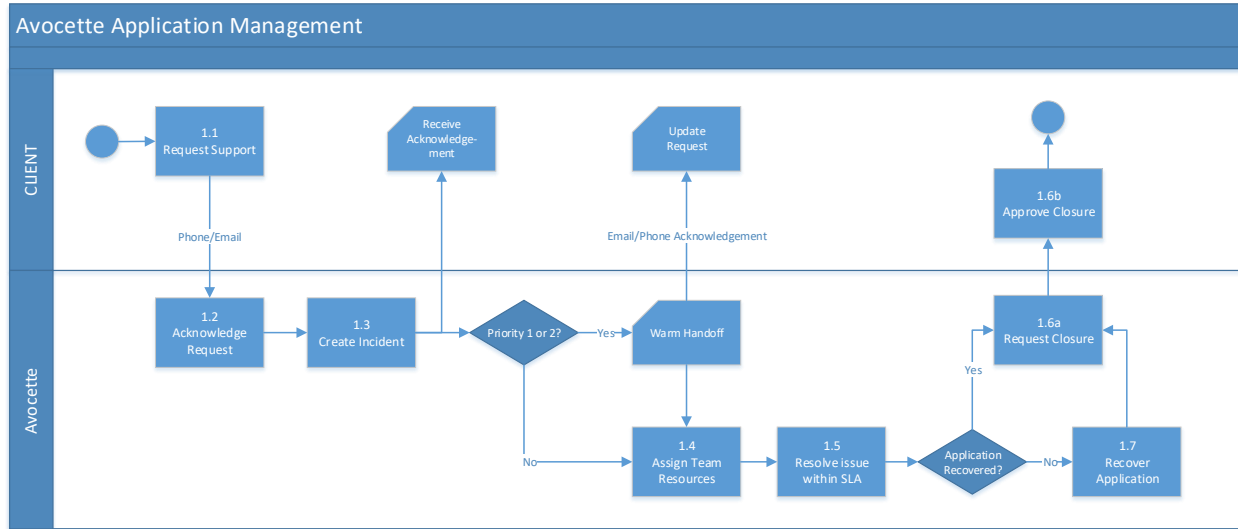 Avocette Application Management
CLIENT
1.1
Request Support
Receive
Acknowledge-
ment
Update
Request
1.6b
Approve Closure
Phone/Email
Email/Phone Acknowledgement
Avocette
1.2
Acknowledge
Request
1.3
Create Incident
Priority 1 or 2?
Yes
Warm Handoff
1.6a
Request Closure
Yes
No
1.4
Assign Team
Resources
1.5
Resolve issue
within SLA
Application
Recovered?
No
1.7
Recover
Application